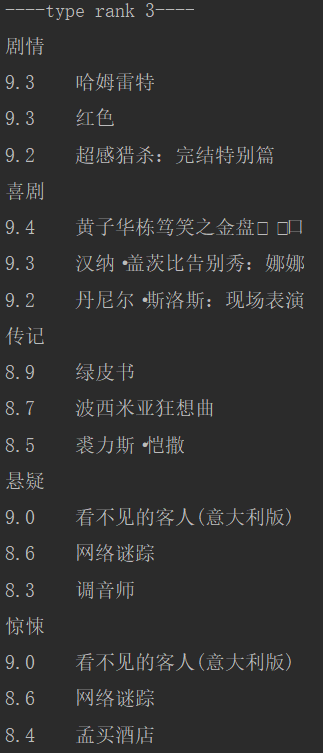 ----type rank 3----
剧情
9.3 哈姆雷特
9.3 红色
9.2 超感猎杀：完结特别篇
喜剧
9.4 黄子华栋笃笑之金盆□ □口
9.3 汉纳·盖茨比告别秀：娜娜
9.2 丹尼尔·斯洛斯：现场表演
传记
8.9 绿皮书
8.7 波西米亚狂想曲
8.5 裘力斯·恺撒
悬疑
9.0 看不见的客人(意大利版)
8.6 网络谜踪
8.3 调音师
惊悚
9.0 看不见的客人(意大利版)
8.6 网络谜踪
8.4 孟买酒店